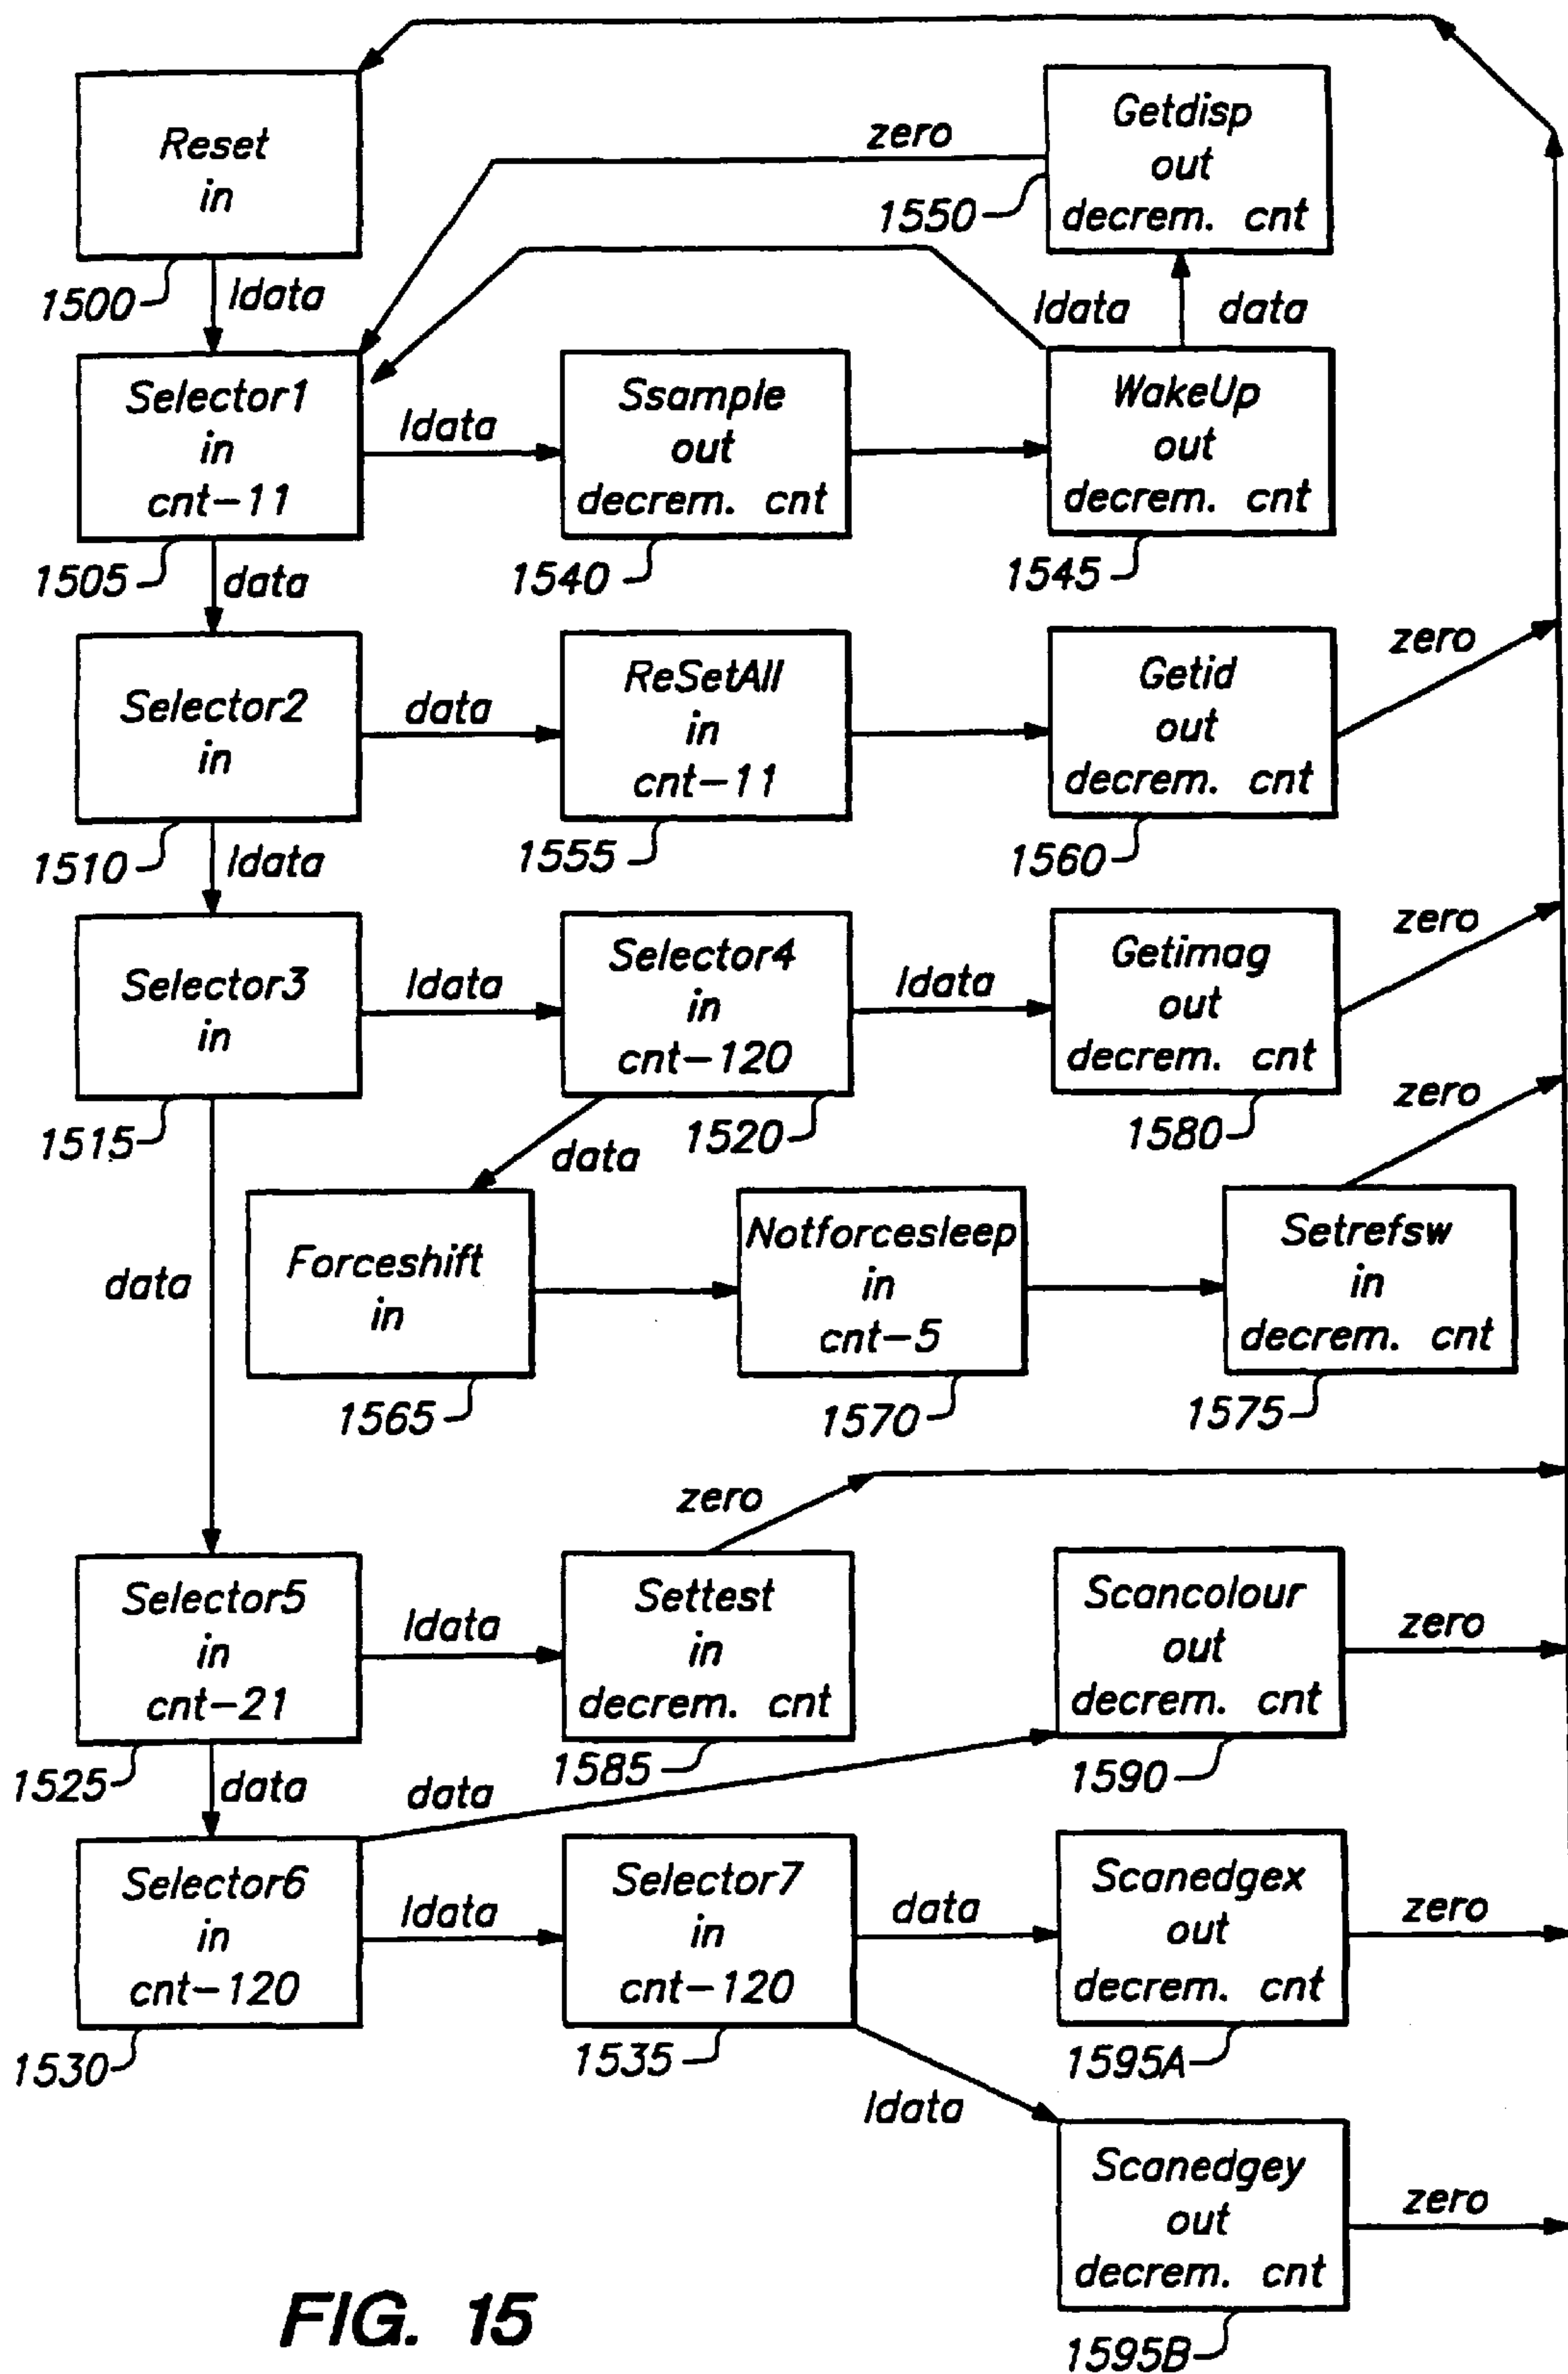 Reset
in
1500
ldata
zero
Getdisp
out
decrem. cnt
1550
ldata
data
Selector1
in
cnt-11
1505
ldata
Ssample
out
decrem. cnt
1540
WakeUp
out
decrem. cnt
1545
data
Selector2
in
1510
data
ReSetAll
in
cnt-11
1555
Getid
out
decrem. cnt
1560
zero
ldata
Selector3
in
1515
ldata
Selector4
in
cnt-120
1520
ldata
Getimag
out
decrem. cnt
1580
zero
data
data
Forceshift
in
1565
Notforcesleep
in
cnt-5
1570
Setrefsw
in
decrem. cnt
1575
zero
Selector5
in
cnt-21
1525
ldata
Settest
in
decrem. cnt
1585
zero
Scancolour
out
decrem. cnt
1590
zero
data
data
Selector6
in
cnt-120
1530
ldata
Selector7
in
cnt-120
1535
data
Scanedgex
out
decrem. cnt
1595A
zero
ldata
Scanedgey
out
decrem. cnt
1595B
zero
FIG. 15